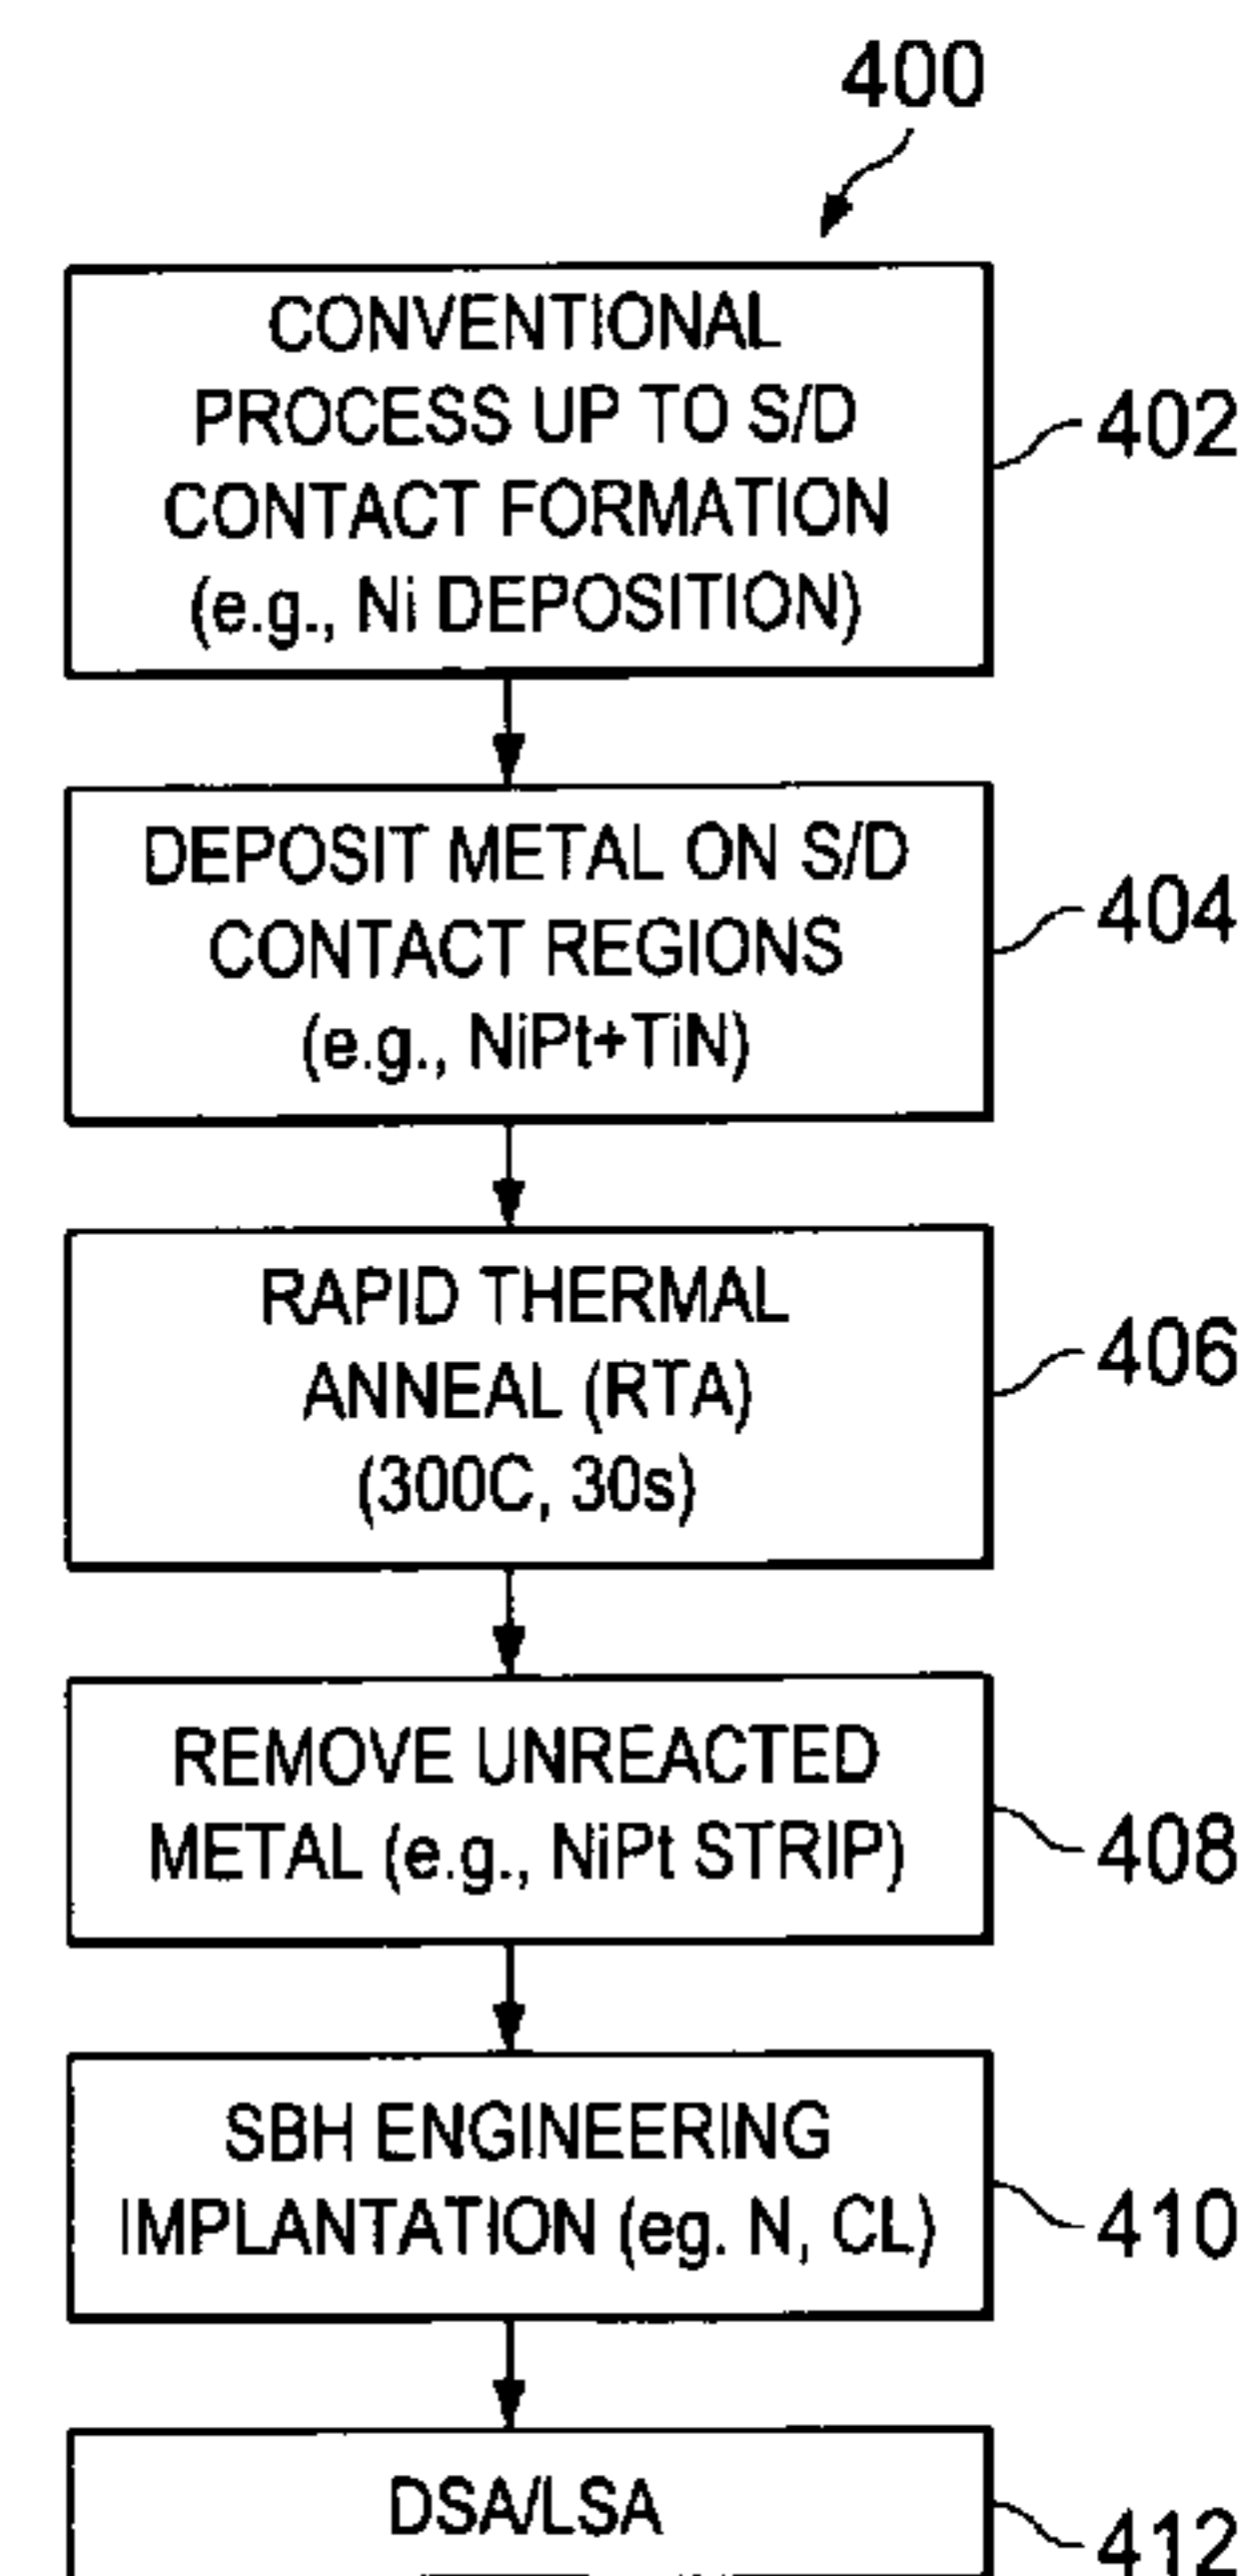 400
CONVENTIONAL
PROCESS UP TO S/D
CONTACT FORMATION
(e.g., Ni DEPOSITION)
402
DEPOSIT METAL ON S/D
CONTACT REGIONS
(e.g., NiPt+TiN)
404
RAPID THERMAL
ANNEAL (RTA)
(300C, 30s)
406
REMOVE UNREACTED
METAL (e.g., NiPt STRIP)
408
SBH ENGINEERING
IMPLANTATION (eg. N, CL)
410
DSA/LSA
412